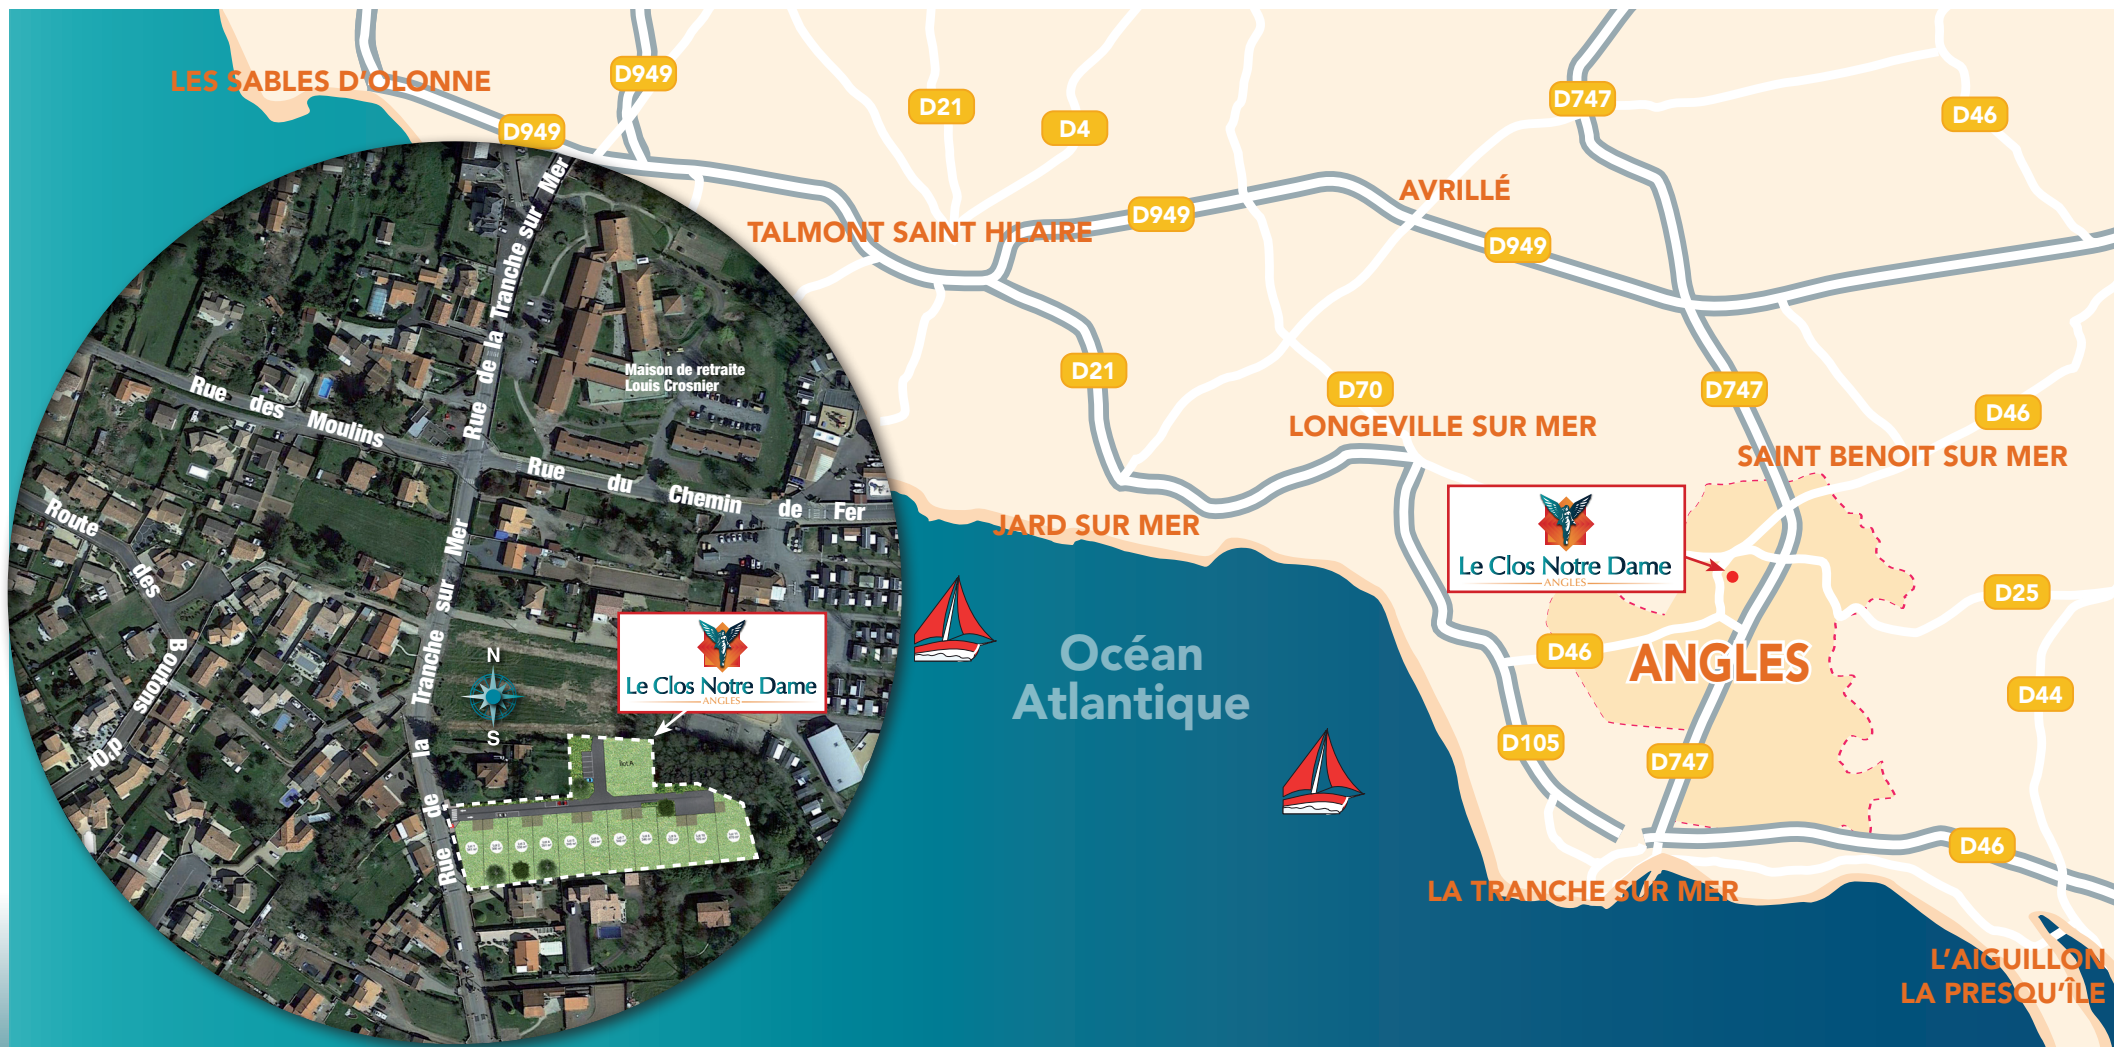 LES SABLES D'OLONNE
D949
D949
D21
D4
D747
D46
AVRILLÉ
TALMONT SAINT HILAIRE
D949
D949
D21
D70
D747
D46
LONGEVILLE SUR MER
SAINT BENOIT SUR MER
JARD SUR MER
Le Clos Notre Dame
ANGLES
D25
D46
ANGLES
D44
D105
D747
D46
Océan
Atlantique
LA TRANCHE SUR MER
L'AIGUILLON
LA PRESQU'ÎLE
Rue de la Tranche sur Mer
Maison de retraite
Louis Crosnier
Rue des Moulins
Rue du Chemin de Fer
Route des Boutons d'Or
Rue de la Tranche sur Mer
N
S
Le Clos Notre Dame
ANGLES
Îlot A